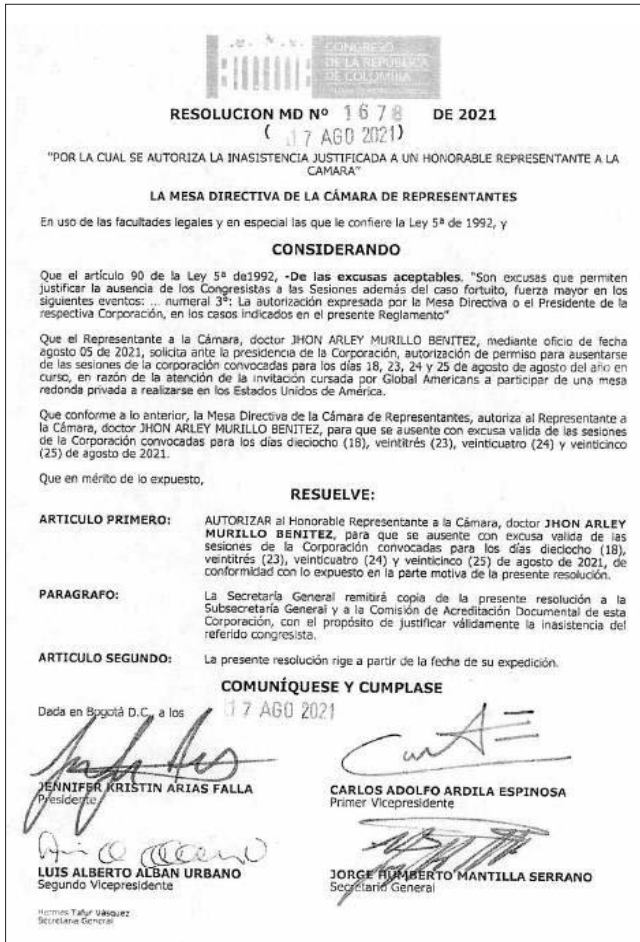 CONGRESO
DE LA REPÚBLICA
DE COLOMBIA
RESOLUCION MD Nº 1678 DE 2021
( 17 AGO 2021)
"POR LA CUAL SE AUTORIZA LA INASISTENCIA JUSTIFICADA A UN HONORABLE REPRESENTANTE A LA
CAMARA"
LA MESA DIRECTIVA DE LA CÁMARA DE REPRESENTANTES
En uso de las facultades legales y en especial las que le confiere la Ley 5ª de 1992, y
CONSIDERANDO
Que el artículo 90 de la Ley 5ª de1992, -De las excusas aceptables. "Son excusas que permiten
justificar la ausencia de los Congresistas a las Sesiones además del caso fortuito, fuerza mayor en los
siguientes eventos: ... numeral 3º: La autorización expresada por la Mesa Directiva o el Presidente de la
respectiva Corporación, en los casos indicados en el presente Reglamento"
Que el Representante a la Cámara, doctor JHON ARLEY MURILLO BENITEZ, mediante oficio de fecha
agosto 05 de 2021, solicita ante la presidencia de la Corporación, autorización de permiso para ausentarse
de las sesiones de la corporación convocadas para los días 18, 23, 24 y 25 de agosto de agosto del año en
curso, en razón de la atención de la invitación cursada por Global Americans a participar de una mesa
redonda privada a realizarse en los Estados Unidos de América.
Que conforme a lo anterior, la Mesa Directiva de la Cámara de Representantes, autoriza al Representante a
la Cámara, doctor JHON ARLEY MURILLO BENITEZ, para que se ausente con excusa valida de las sesiones
de la Corporación convocadas para los días dieciocho (18), veintitrés (23), veinticuatro (24) y veinticinco
(25) de agosto de 2021.
Que en mérito de lo expuesto,
RESUELVE:
ARTICULO PRIMERO: AUTORIZAR al Honorable Representante a la Cámara, doctor JHON ARLEY
MURILLO BENITEZ, para que se ausente con excusa valida de las
sesiones de la Corporación convocadas para los días dieciocho (18),
veintitrés (23), veinticuatro (24) y veinticinco (25) de agosto de 2021, de
conformidad con lo expuesto en la parte motiva de la presente resolución.
PARAGRAFO: La Secretaría General remitirá copia de la presente resolución a la
Subsecretaría General y a la Comisión de Acreditación Documental de esta
Corporación, con el propósito de justificar válidamente la inasistencia del
referido congresista.
ARTICULO SEGUNDO: La presente resolución rige a partir de la fecha de su expedición.
COMUNÍQUESE Y CUMPLASE
Dada en Bogotá D.C., a los 17 AGO 2021
JENNIFER KRISTIN ARIAS FALLA
Presidente
CARLOS ADOLFO ARDILA ESPINOSA
Primer Vicepresidente
LUIS ALBERTO ALBAN URBANO
Segundo Vicepresidente
JORGE HUMBERTO MANTILLA SERRANO
Secretario General
Hermes Tafur Vásquez
Secretaria General